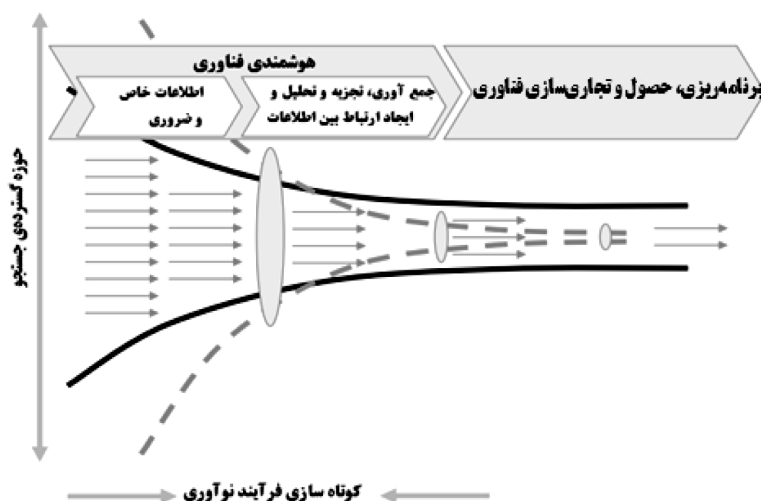 هوشمندی فناوری
برنامه‌ریزی، حصول و تجاری‌سازی فناوری
جمع آوری، تجزیه و تحلیل و
ایجاد ارتباط بین اطلاعات
اطلاعات خاص
و ضروری
حوزه گسترده‌ی جستجو
کوتاه سازی فرآیند نوآوری